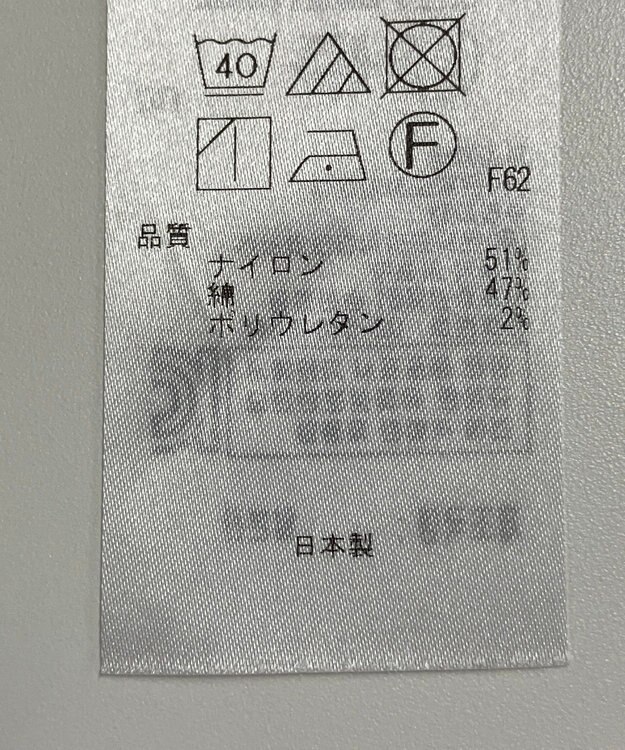 40
F
F62
品質
ナイロン 51%
綿 47%
ポリウレタン 2%
日本製